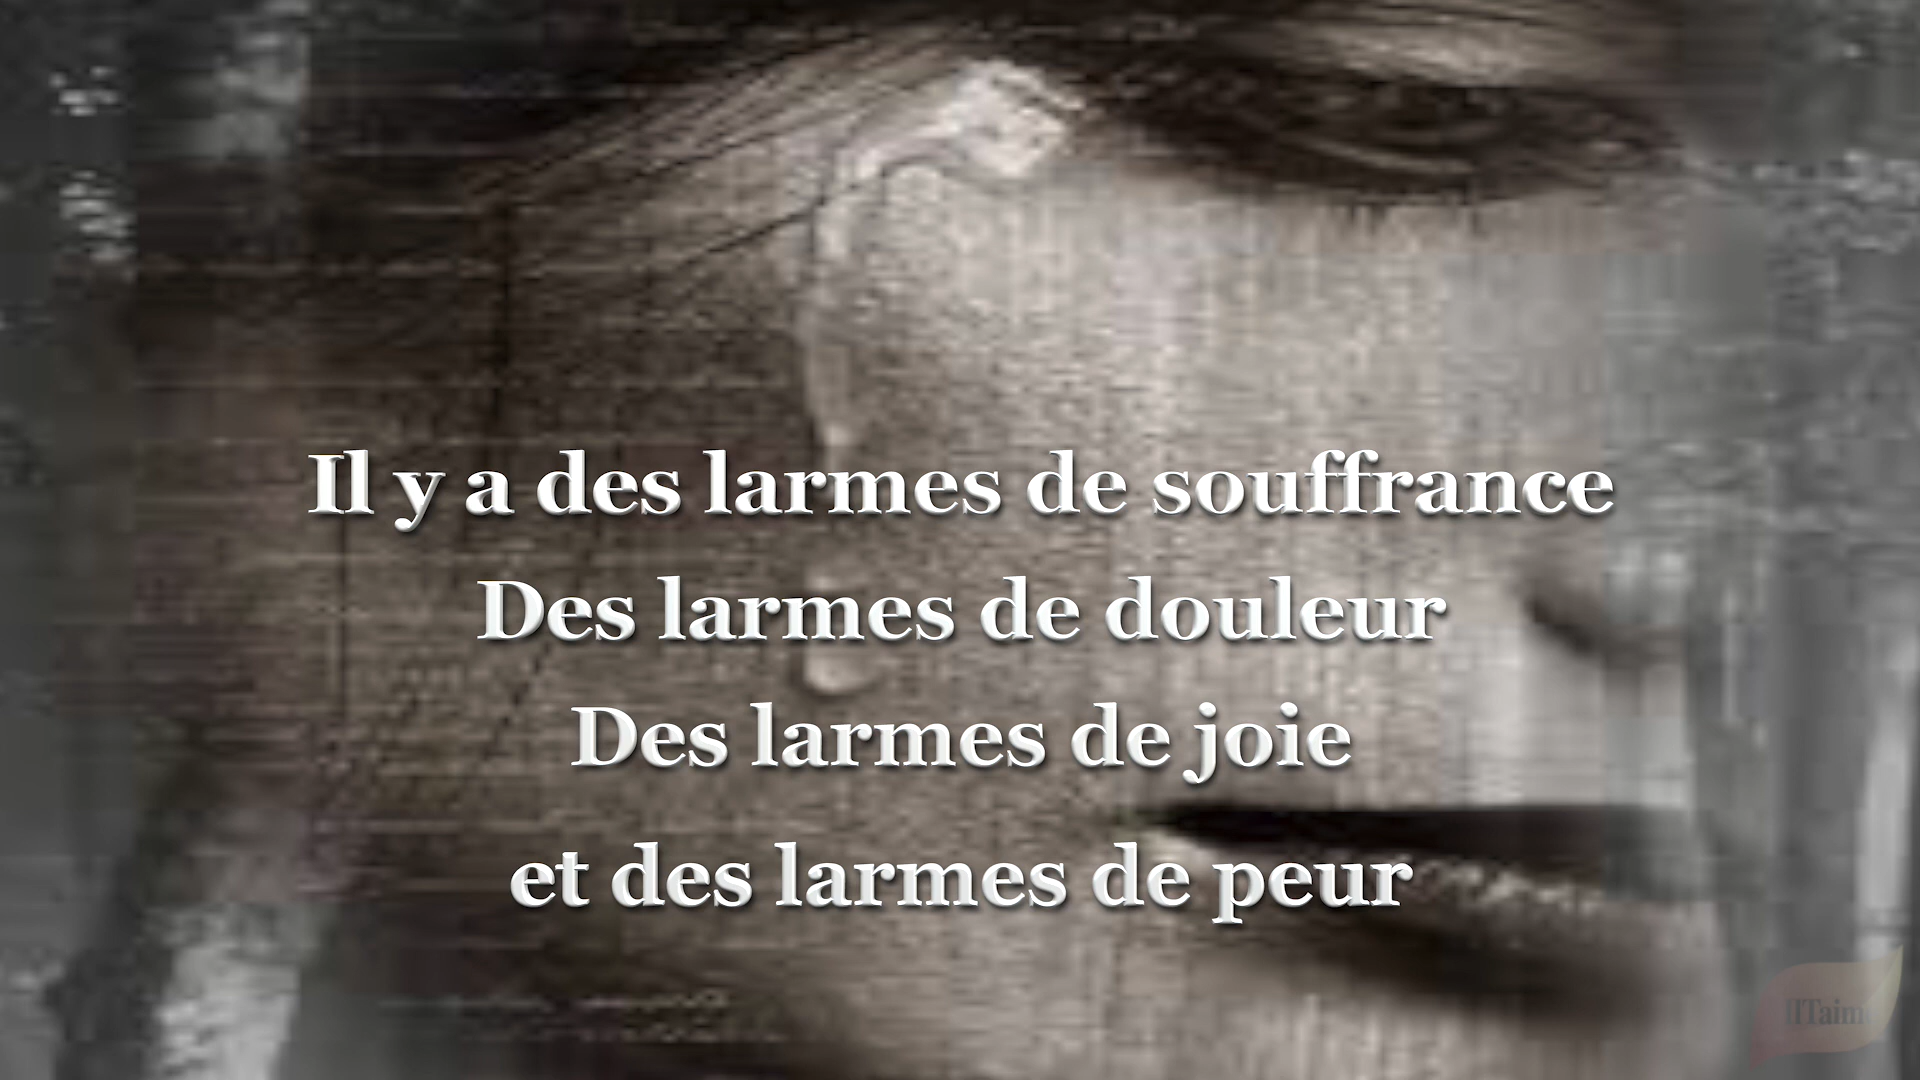 Il y a des larmes de souffrance
Des larmes de douleur
Des larmes de joie
et des larmes de peur